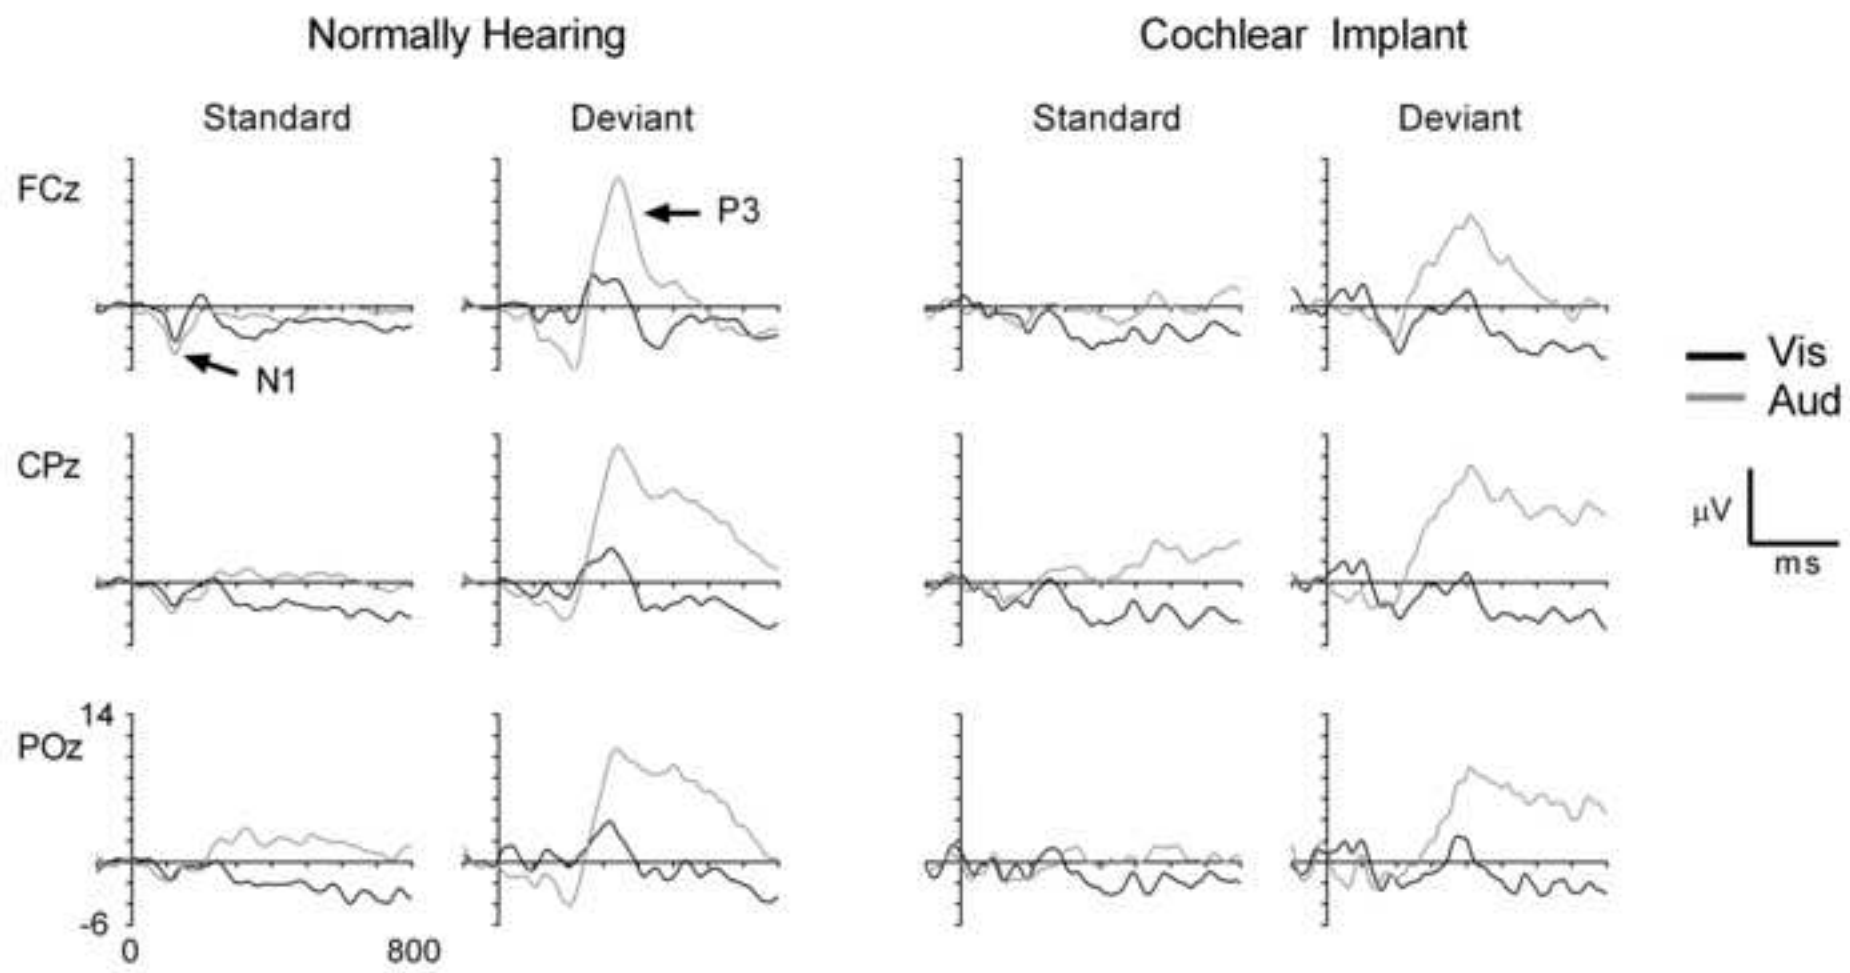 Normally Hearing Cochlear Implant
Standard Deviant Standard Deviant
FCz
P3
N1
Vis
Aud
CPz
µV
ms
14
POz
-6
0 800